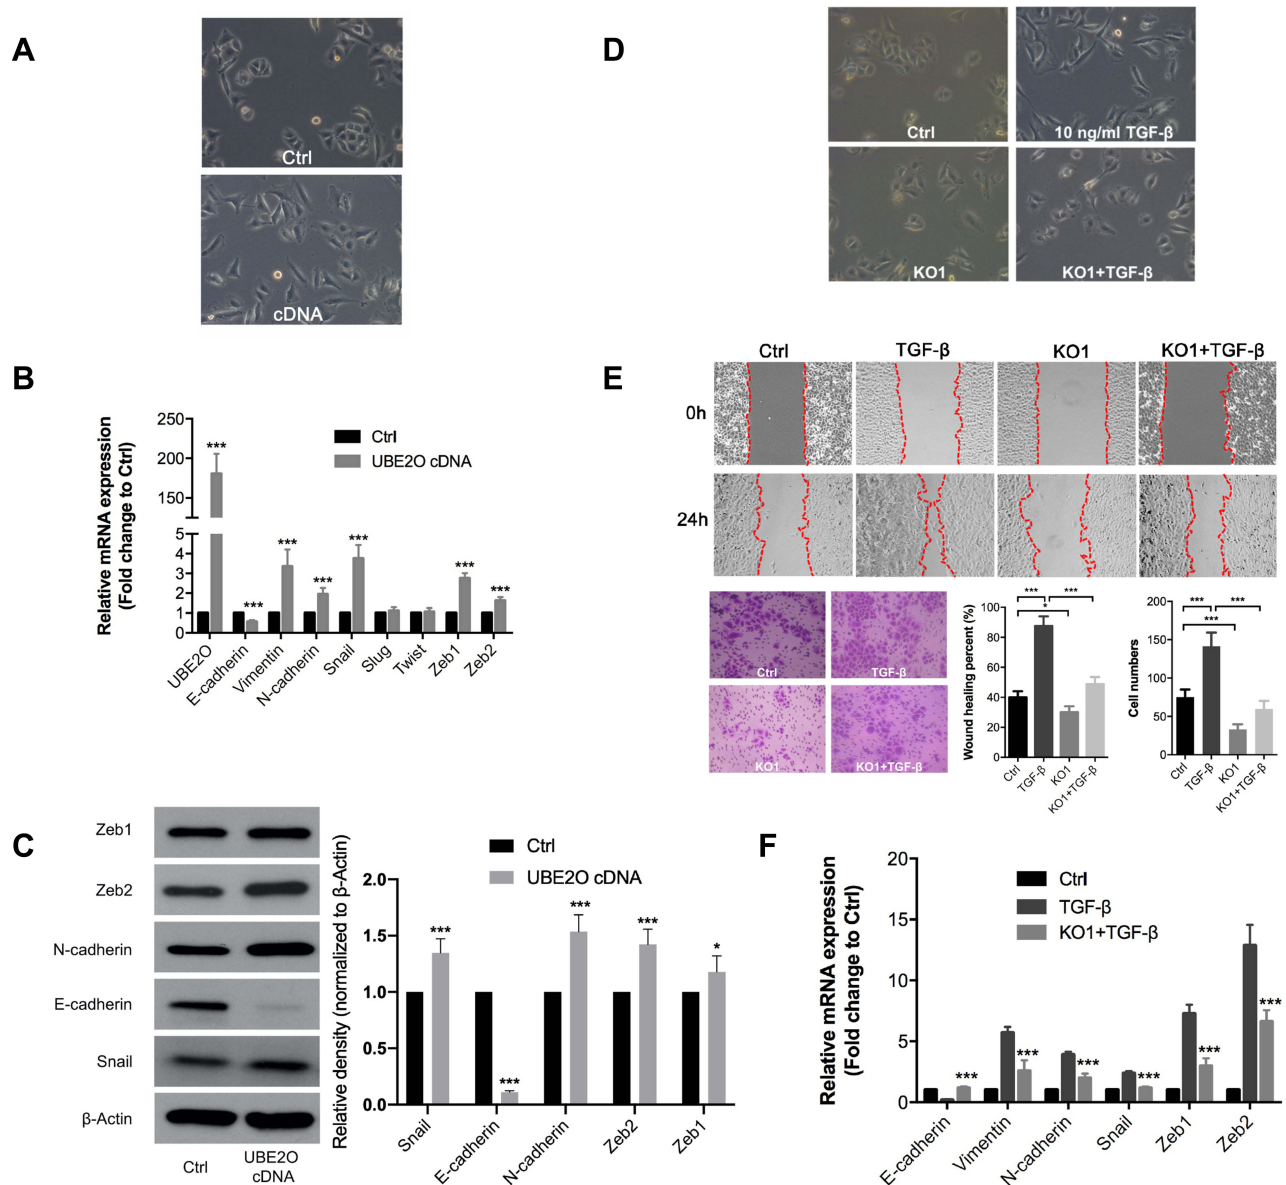 A
Ctrl
cDNA
B
Relative mRNA expression
(Fold change to Ctrl)
250
200
150
5
4
3
2
1
0
Ctrl
UBE2O cDNA
***
***
***
***
***
***
***
UBE2O
E-cadherin
Vimentin
N-cadherin
Snail
Slug
Twist
Zeb1
Zeb2
C
Zeb1
Zeb2
N-cadherin
E-cadherin
Snail
β-Actin
Ctrl
UBE2O
cDNA
Relative density (normalized to β-Actin)
2.0
1.5
1.0
0.5
0.0
Ctrl
UBE2O cDNA
***
***
***
***
*
Snail
E-cadherin
N-cadherin
Zeb2
Zeb1
D
Ctrl
10 ng/ml TGF-β
KO1
KO1+TGF-β
E
Ctrl
TGF-β
KO1
KO1+TGF-β
0h
24h
Ctrl
TGF-β
KO1
KO1+TGF-β
Wound healing percent (%)
100
80
60
40
20
0
***
***
*
Ctrl
TGF-β
KO1
KO1+TGF-β
Cell numbers
200
150
100
50
0
***
***
***
Ctrl
TGF-β
KO1
KO1+TGF-β
F
Relative mRNA expression
(Fold change to Ctrl)
20
15
10
5
0
Ctrl
TGF-β
KO1+TGF-β
***
***
***
***
***
***
E-cadherin
Vimentin
N-cadherin
Snail
Zeb1
Zeb2